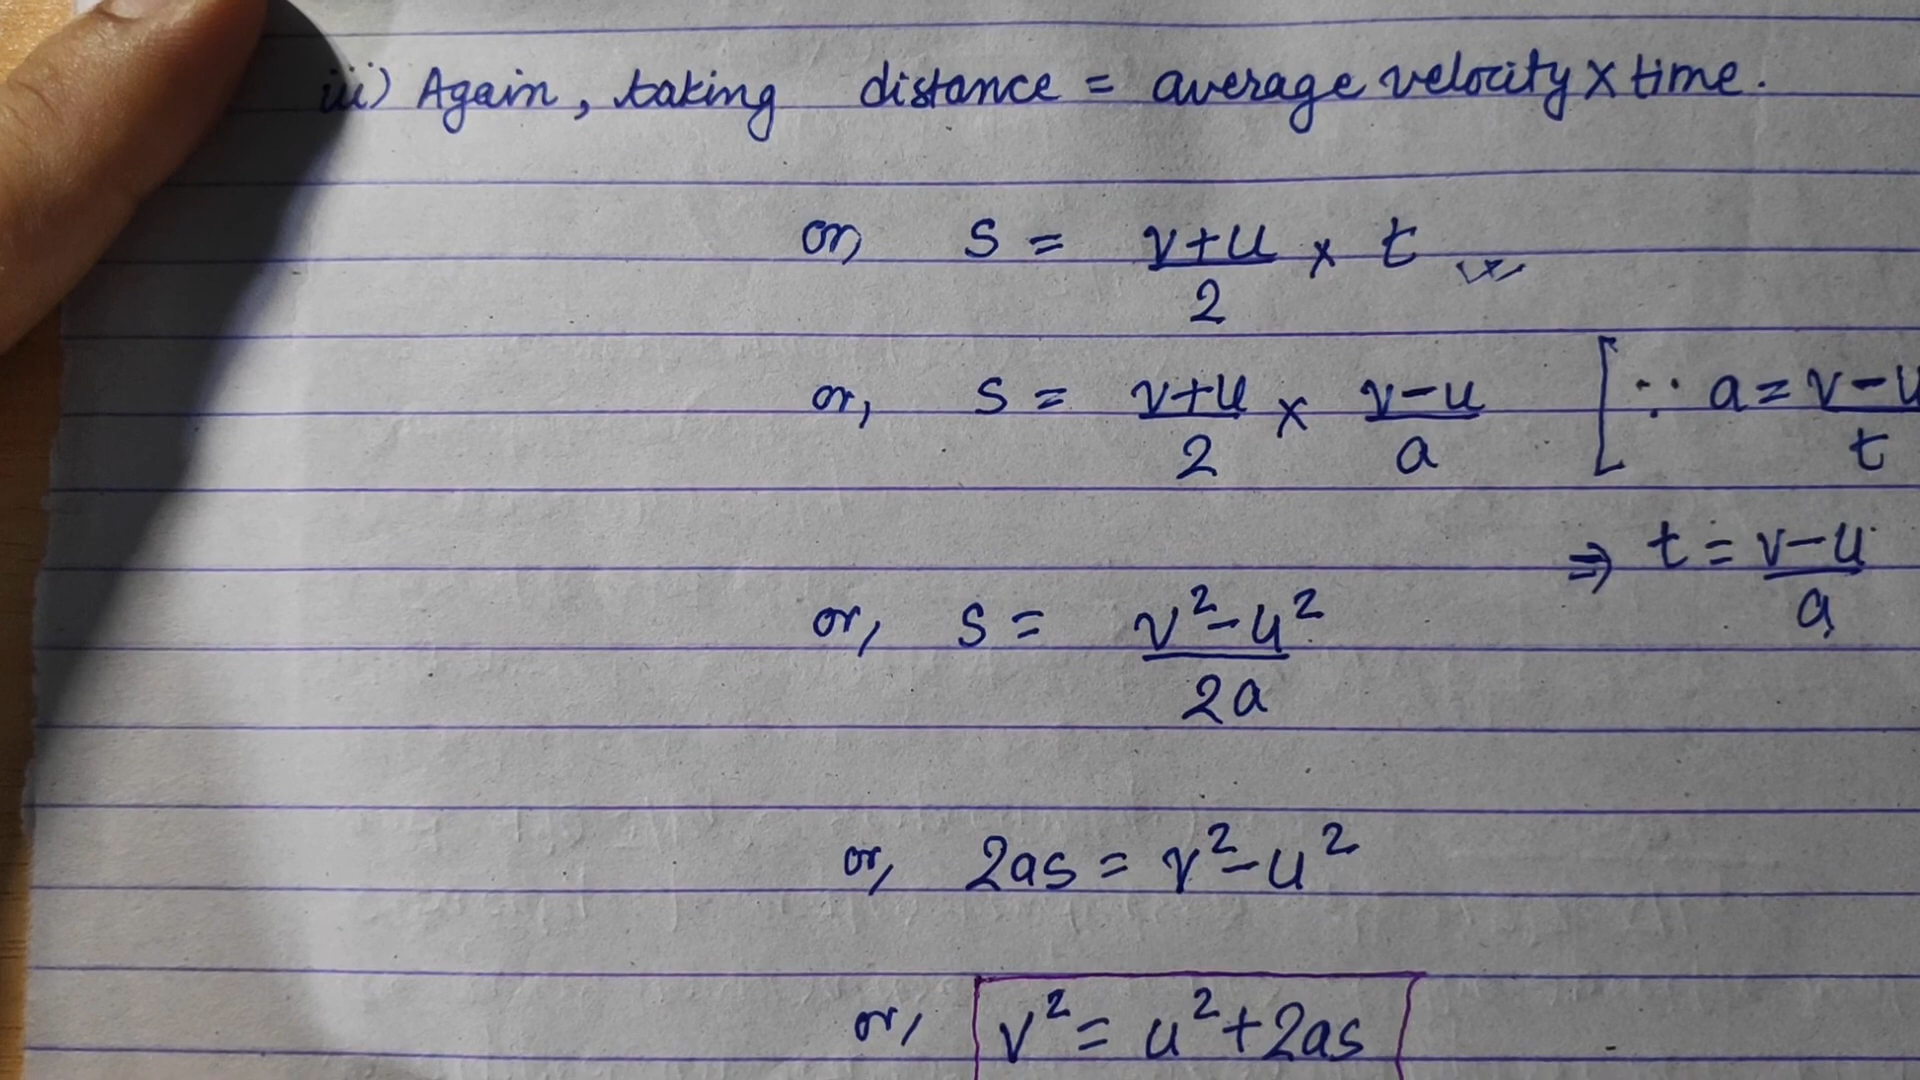 iii) Again, taking distance = average velocity × time.
or, s = (v+u)/2 × t
or, s = (v+u)/2 × (v-u)/a [∵ a = (v-u)/t
⇒ t = (v-u)/a
or, s = (v²-u²)/2a
or, 2as = v²-u²
or, v² = u²+2as